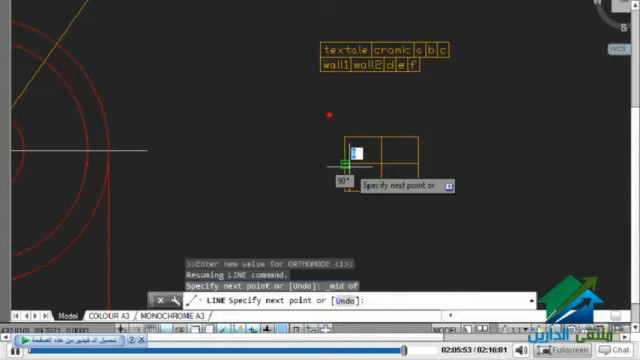 textale cramic a b c
wall1 wall2 d e f
S
WCS
90°
Specify next point or
>>Enter new value for ORTHOMODE <1>:
Resuming LINE command.
Specify next point or [Undo]: _mid of
LINE Specify next point or [Undo]:
Model COLOUR A3 MONOCHROME A3
MODEL
ملتقى الدارين
02:05:53 / 02:16:01
Fullscreen Chat